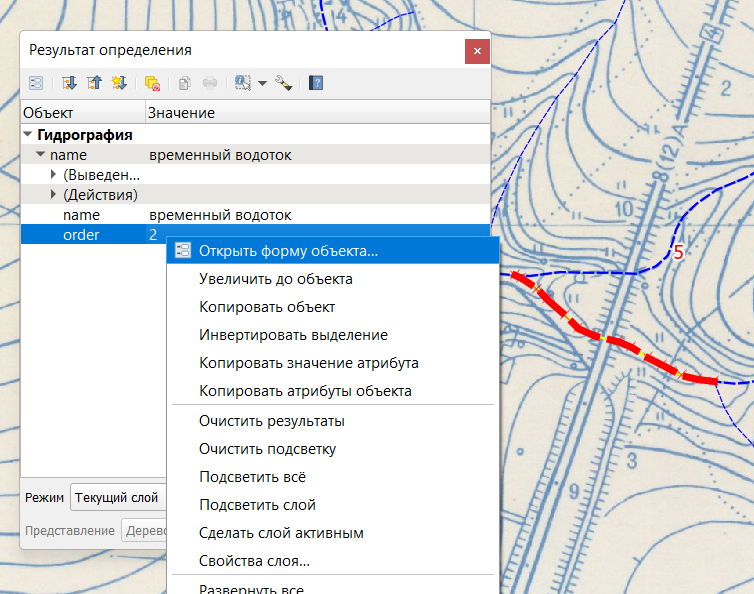 Результат определения
Объект Значение
Гидрография
name временный водоток
(Выведен...
(Действия)
name временный водоток
order 2
Открыть форму объекта...
Увеличить до объекта
Копировать объект
Инвертировать выделение
Копировать значение атрибута
Копировать атрибуты объекта
Очистить результаты
Очистить подсветку
Подсветить всё
Подсветить слой
Сделать слой активным
Свойства слоя...
Развернуть все
Режим Текущий слой
Представление Дерево
4
4
2
8(12)А
10
5
3
9